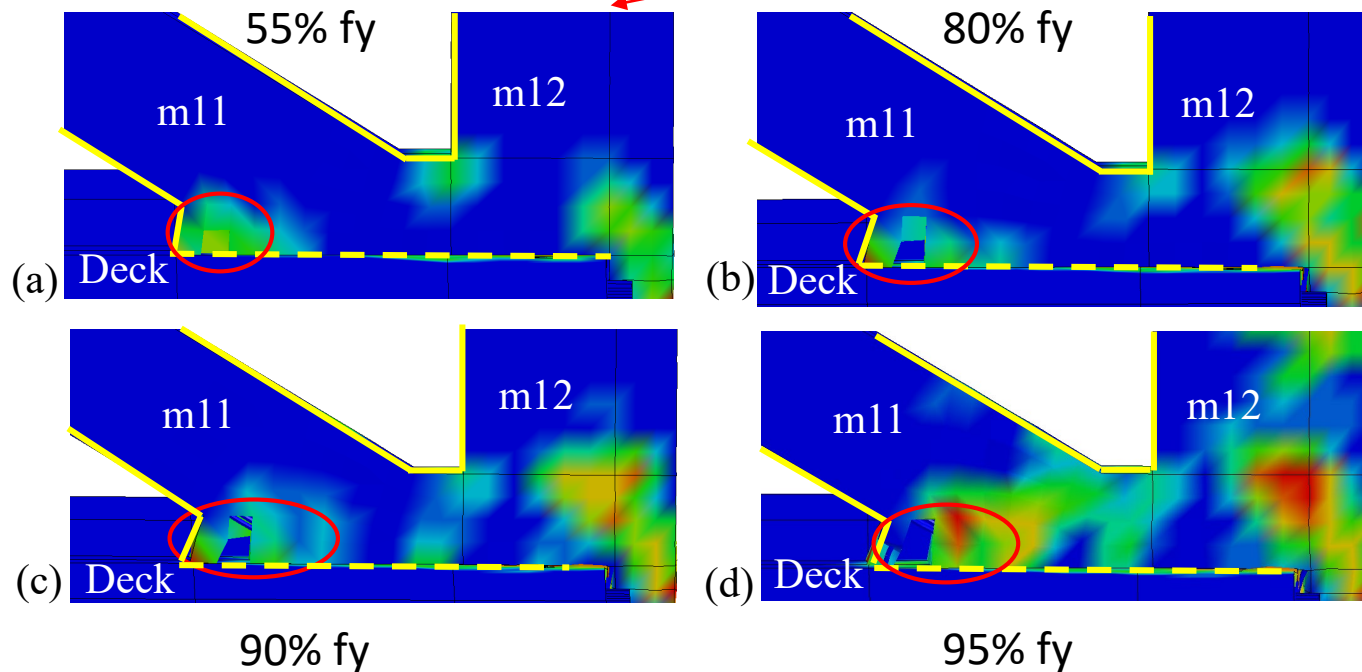 55% fy
80% fy
m11
m12
m11
m12
(a)
Deck
(b)
Deck
m11
m12
m11
m12
(c)
Deck
(d)
Deck
90% fy
95% fy